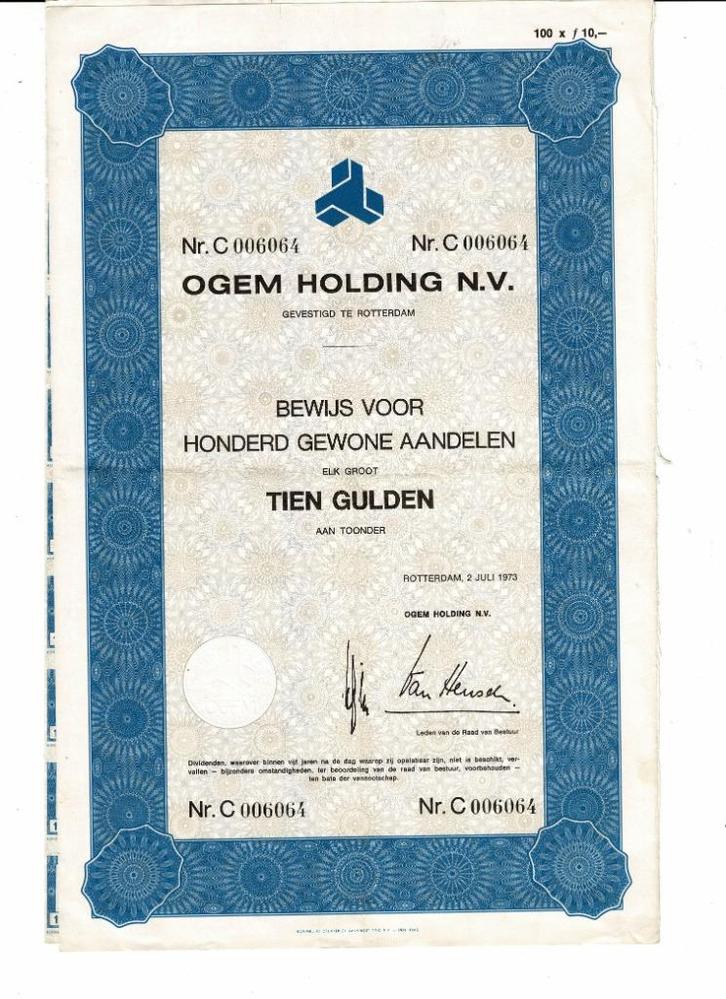 100 x ƒ 10,—
Nr. C 006064 Nr. C 006064
OGEM HOLDING N.V.
GEVESTIGD TE ROTTERDAM
BEWIJS VOOR
HONDERD GEWONE AANDELEN
ELK GROOT
TIEN GULDEN
AAN TOONDER
ROTTERDAM, 2 JULI 1973
OGEM HOLDING N.V.
Van Heusden.
Leden van de Raad van Bestuur
Dividenden, waarover binnen vijf jaren na de dag waarop zij opeisbaar zijn, niet is beschikt, ver-
vallen — bijzondere omstandigheden, ter beoordeling van de raad van bestuur, voorbehouden —
ten bate der vennootschap.
Nr. C 006064 Nr. C 006064